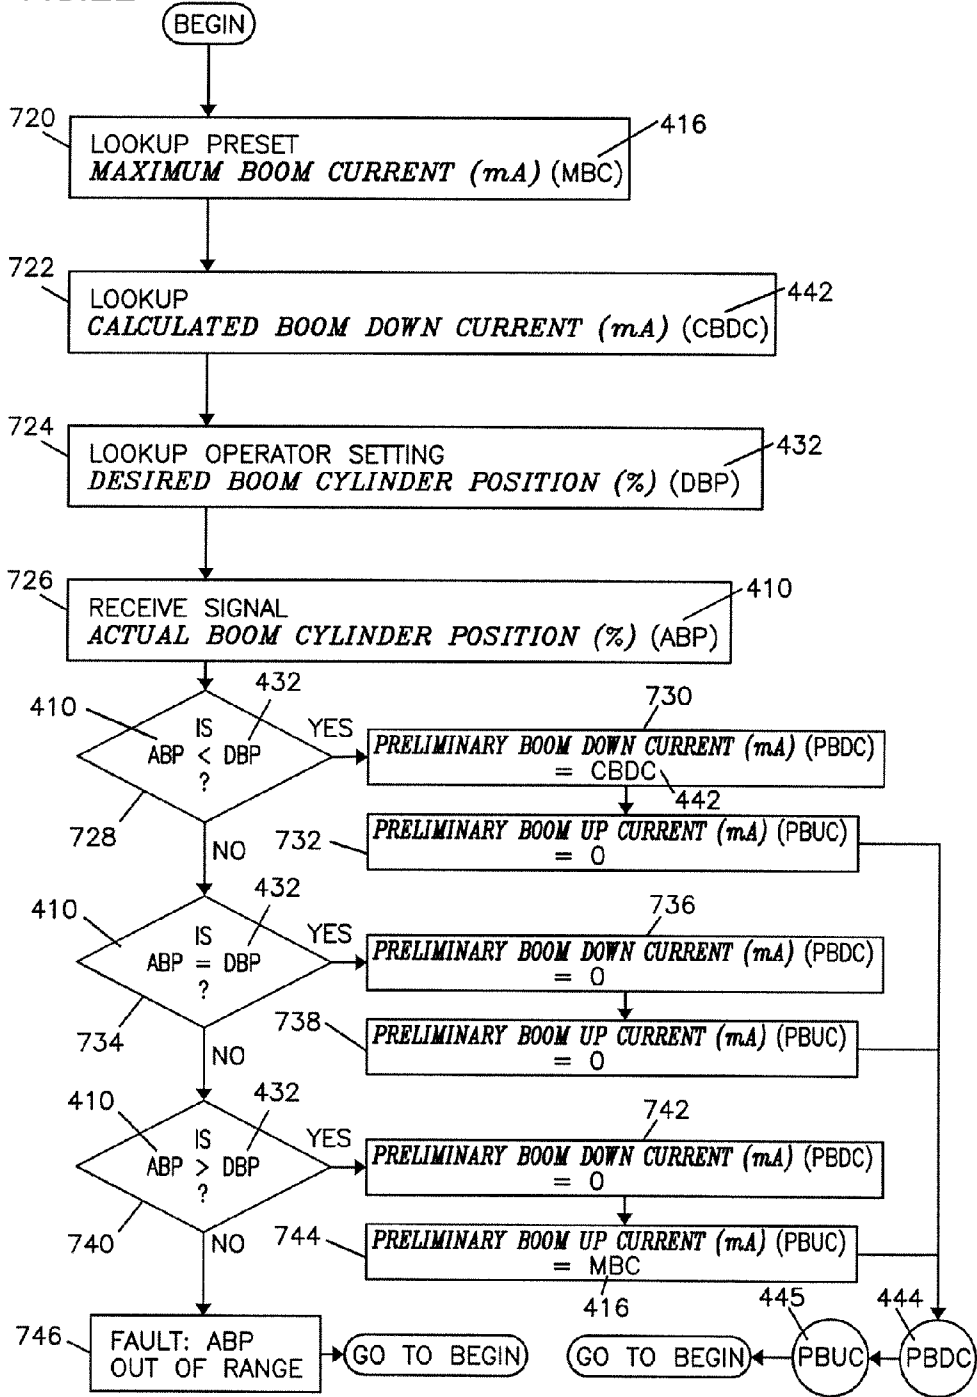 BEGIN
720
416
LOOKUP PRESET
MAXIMUM BOOM CURRENT (mA) (MBC)
722
442
LOOKUP
CALCULATED BOOM DOWN CURRENT (mA) (CBDC)
724
432
LOOKUP OPERATOR SETTING
DESIRED BOOM CYLINDER POSITION (%) (DBP)
726
410
RECEIVE SIGNAL
ACTUAL BOOM CYLINDER POSITION (%) (ABP)
410
432
IS
ABP < DBP
?
728
YES
NO
730
PRELIMINARY BOOM DOWN CURRENT (mA) (PBDC)
= CBDC
442
732
PRELIMINARY BOOM UP CURRENT (mA) (PBUC)
= 0
410
432
IS
ABP = DBP
?
734
YES
NO
736
PRELIMINARY BOOM DOWN CURRENT (mA) (PBDC)
= 0
738
PRELIMINARY BOOM UP CURRENT (mA) (PBUC)
= 0
410
432
IS
ABP > DBP
?
740
YES
NO
742
PRELIMINARY BOOM DOWN CURRENT (mA) (PBDC)
= 0
744
PRELIMINARY BOOM UP CURRENT (mA) (PBUC)
= MBC
416
746
FAULT: ABP
OUT OF RANGE
GO TO BEGIN
GO TO BEGIN
445
PBUC
444
PBDC